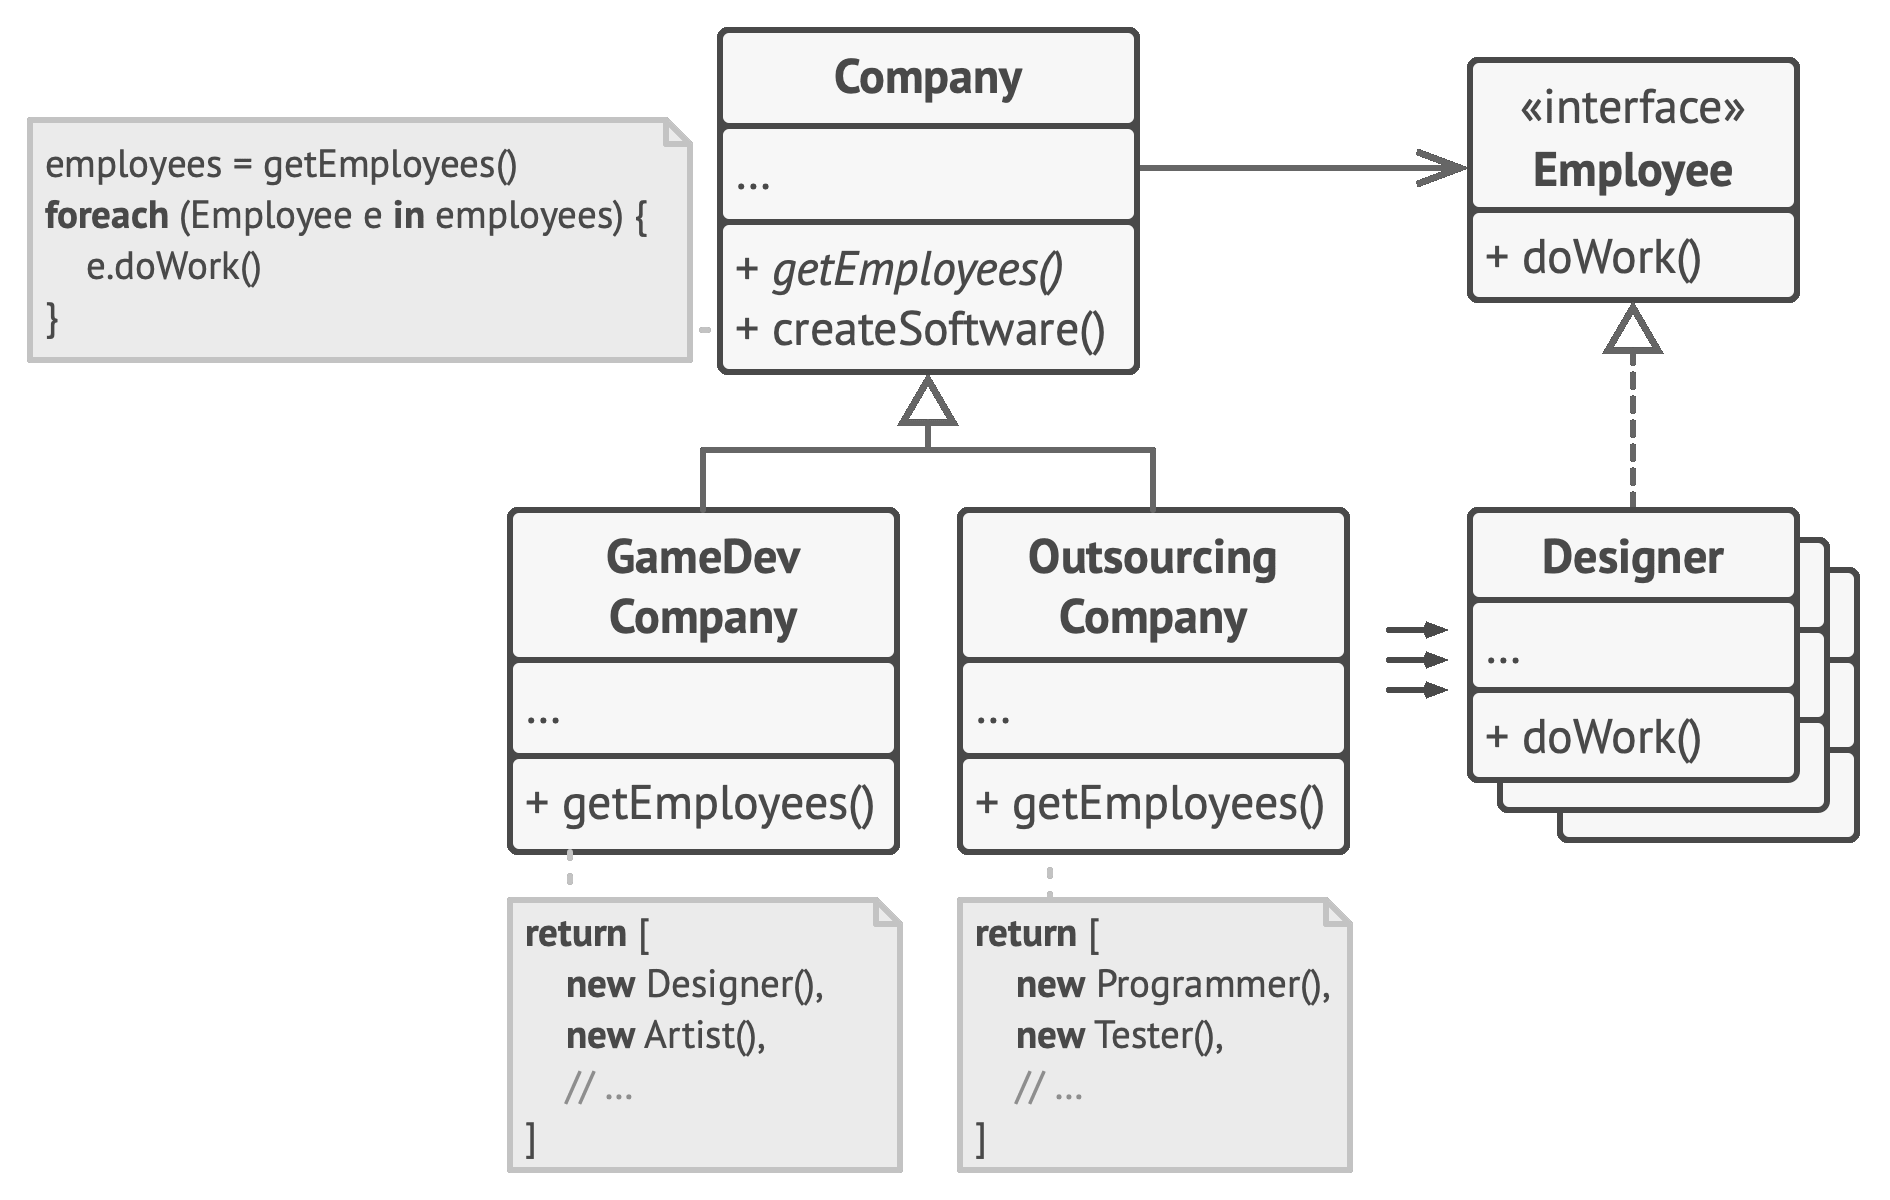 employees = getEmployees()
foreach (Employee e in employees) {
e.doWork()
}
Company
...
+ getEmployees()
+ createSoftware()
«interface»
Employee
+ doWork()
GameDev
Company
...
+ getEmployees()
Outsourcing
Company
...
+ getEmployees()
Designer
...
+ doWork()
return [
new Designer(),
new Artist(),
// ...
]
return [
new Programmer(),
new Tester(),
// ...
]